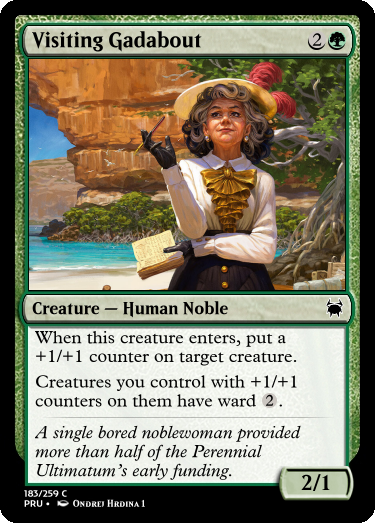 Visiting Gadabout 2
Creature — Human Noble
When this creature enters, put a
+1/+1 counter on target creature.
Creatures you control with +1/+1
counters on them have ward 2.
A single bored noblewoman provided
more than half of the Perennial
Ultimatum's early funding.
2/1
183/259 C
PRU • Ondrej Hrdina 1